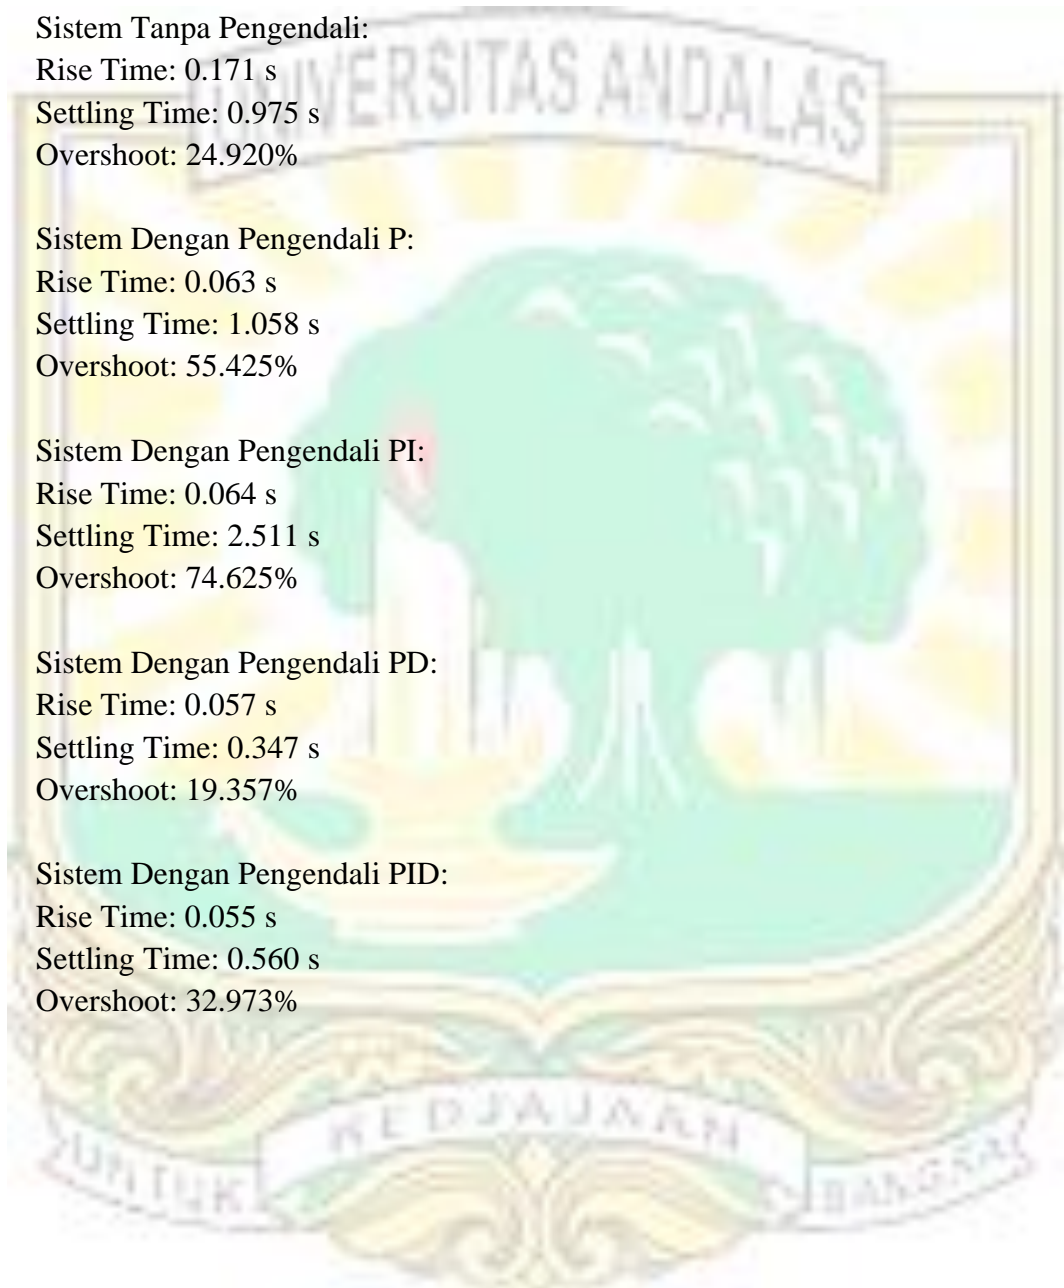 UNIVERSITAS ANDALAS
Sistem Tanpa Pengendali:
Rise Time: 0.171 s
Settling Time: 0.975 s
Overshoot: 24.920%
Sistem Dengan Pengendali P:
Rise Time: 0.063 s
Settling Time: 1.058 s
Overshoot: 55.425%
Sistem Dengan Pengendali PI:
Rise Time: 0.064 s
Settling Time: 2.511 s
Overshoot: 74.625%
Sistem Dengan Pengendali PD:
Rise Time: 0.057 s
Settling Time: 0.347 s
Overshoot: 19.357%
Sistem Dengan Pengendali PID:
Rise Time: 0.055 s
Settling Time: 0.560 s
Overshoot: 32.973%
UNTUK KEDJAJAAN BANGSA